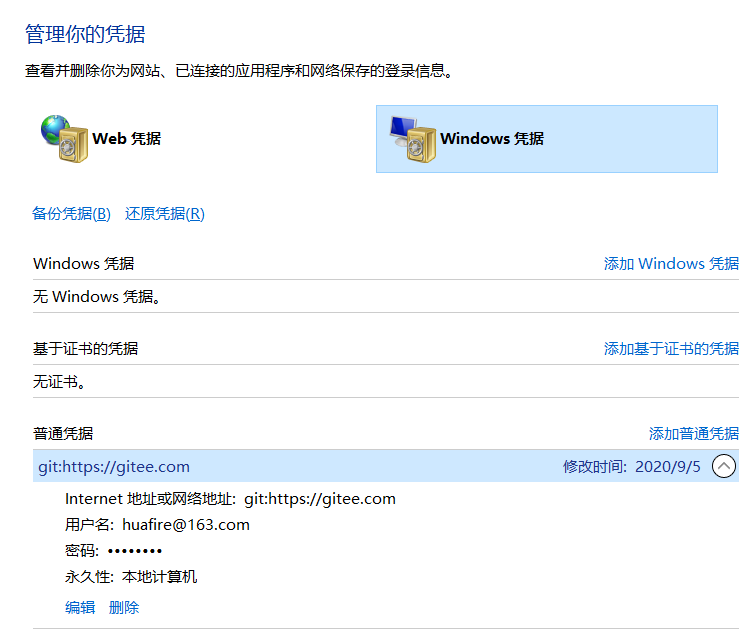 管理你的凭据
查看并删除你为网站、已连接的应用程序和网络保存的登录信息。
Web 凭据
Windows 凭据
备份凭据(B) 还原凭据(R)
Windows 凭据 添加 Windows 凭据
无 Windows 凭据。
基于证书的凭据 添加基于证书的凭据
无证书。
普通凭据 添加普通凭据
git:https://gitee.com 修改时间: 2020/9/5
Internet 地址或网络地址: git:https://gitee.com
用户名: huafire@163.com
密码: ••••••••
永久性: 本地计算机
编辑 删除